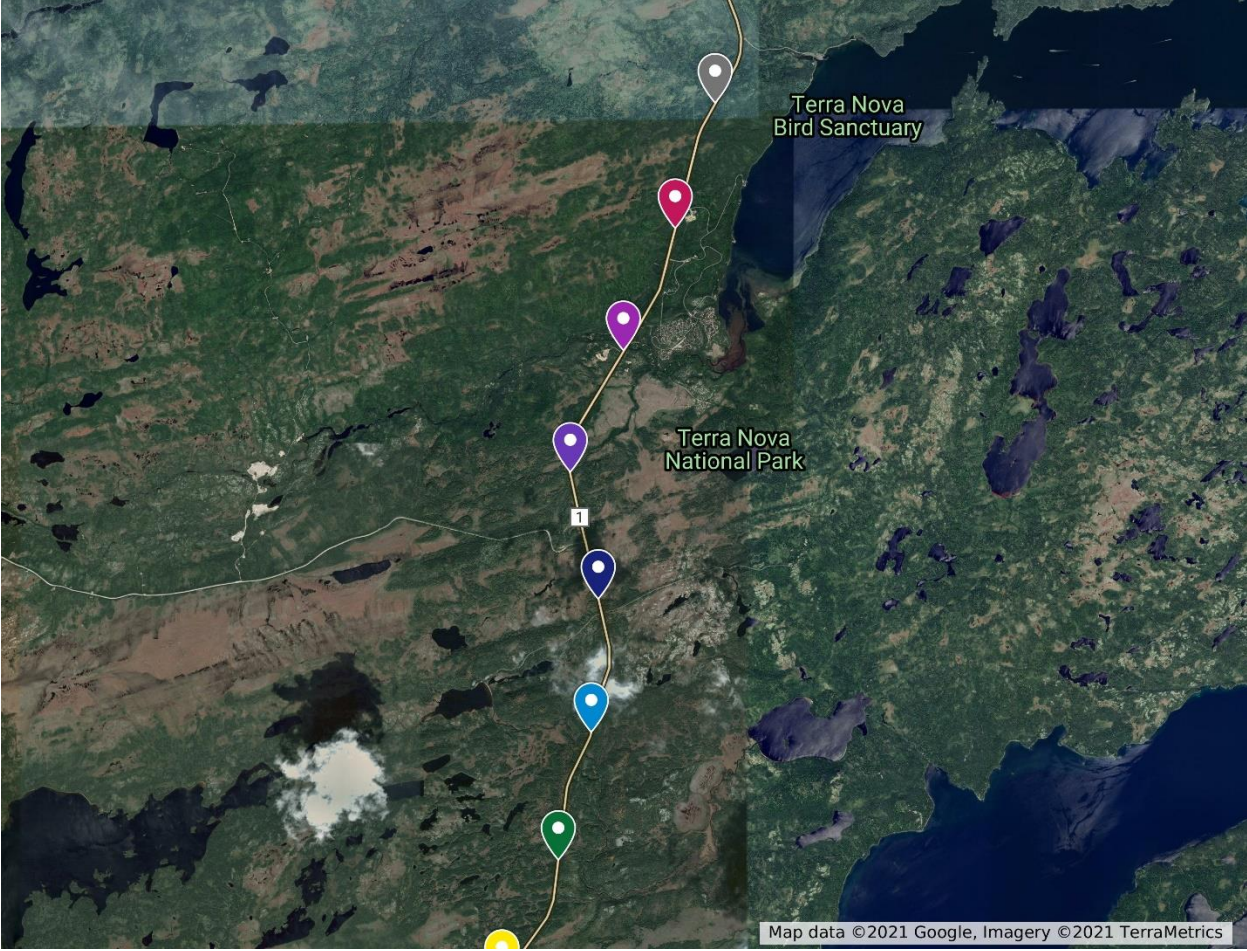 Terra Nova
Bird Sanctuary
Terra Nova
National Park
1
Map data ©2021 Google, Imagery ©2021 TerraMetrics